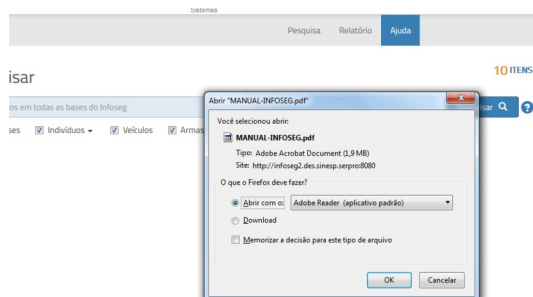 Sistemas
Pesquisa Relatório Ajuda
isar
10 ITENS
os em todas as bases do Infoseg
isar
ses Indivíduos Veículos Armas
Abrir "MANUAL-INFOSEG.pdf"
Você selecionou abrir:
MANUAL-INFOSEG.pdf
Tipo: Adobe Acrobat Document (1,9 MB)
Site: http://infoseg2.des.sinesp.serpro:8080
O que o Firefox deve fazer?
Abrir com o: Adobe Reader (aplicativo padrão)
Download
Memorizar a decisão para este tipo de arquivo
OK Cancelar